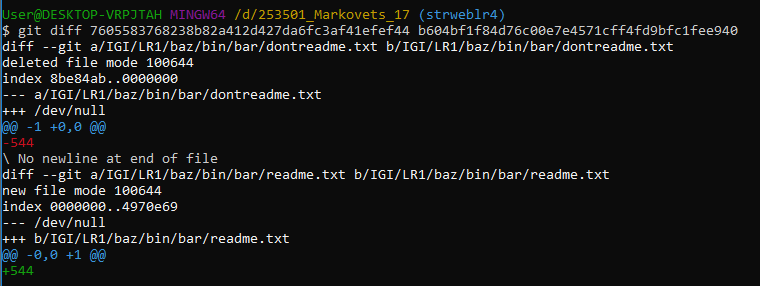 User@DESKTOP-VRPJTAH MINGW64 /d/253501_Markovets_17 (strweblr4)
$ git diff 7605583768238b82a412d427da6fc3af41efef44 b604bf1f84d76c00e7e4571cff4fd9bfc1fee940
diff --git a/IGI/LR1/baz/bin/bar/dontreadme.txt b/IGI/LR1/baz/bin/bar/dontreadme.txt
deleted file mode 100644
index 8be84ab..0000000
--- a/IGI/LR1/baz/bin/bar/dontreadme.txt
+++ /dev/null
@@ -1 +0,0 @@
-544
\ No newline at end of file
diff --git a/IGI/LR1/baz/bin/bar/readme.txt b/IGI/LR1/baz/bin/bar/readme.txt
new file mode 100644
index 0000000..4970e69
--- /dev/null
+++ b/IGI/LR1/baz/bin/bar/readme.txt
@@ -0,0 +1 @@
+544